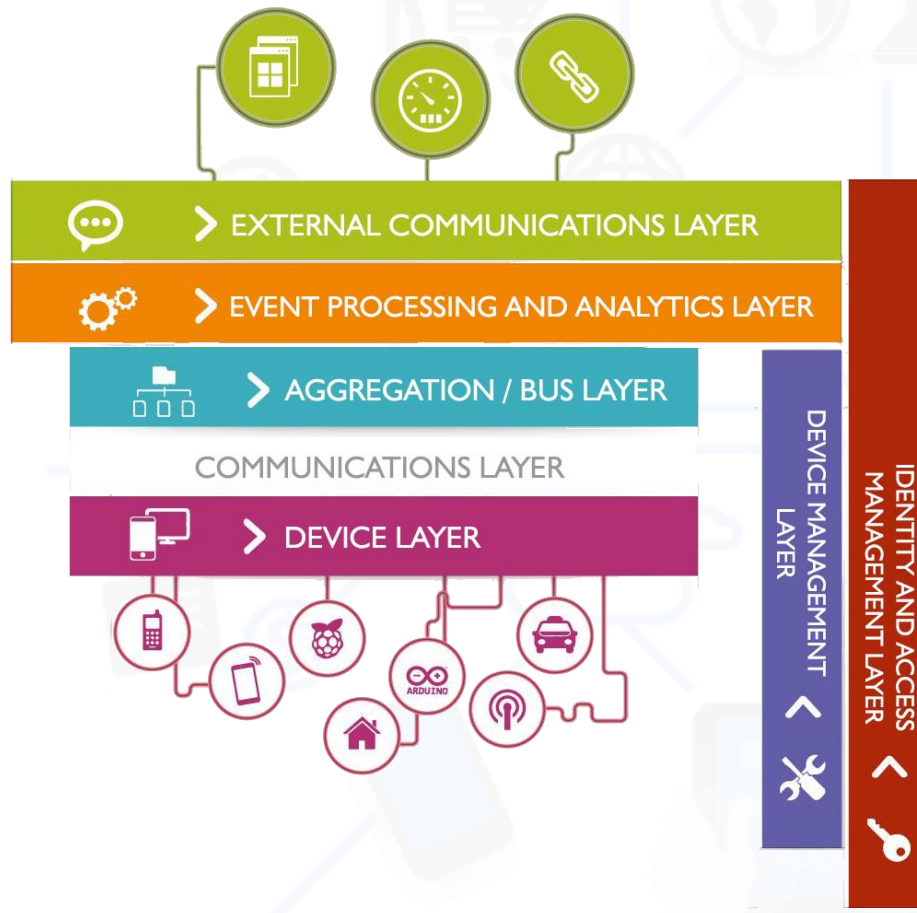 EXTERNAL COMMUNICATIONS LAYER
EVENT PROCESSING AND ANALYTICS LAYER
AGGREGATION / BUS LAYER
COMMUNICATIONS LAYER
DEVICE LAYER
ARDUINO
DEVICE MANAGEMENT
LAYER
IDENTITY AND ACCESS
MANAGEMENT LAYER